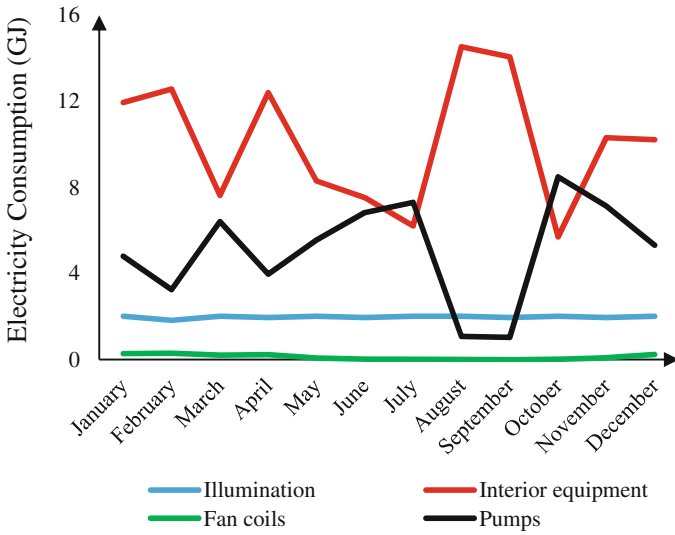 Electricity Consumption (GJ)
16
12
8
4
0
January
February
March
April
May
June
July
August
September
October
November
December
Illumination
Interior equipment
Fan coils
Pumps